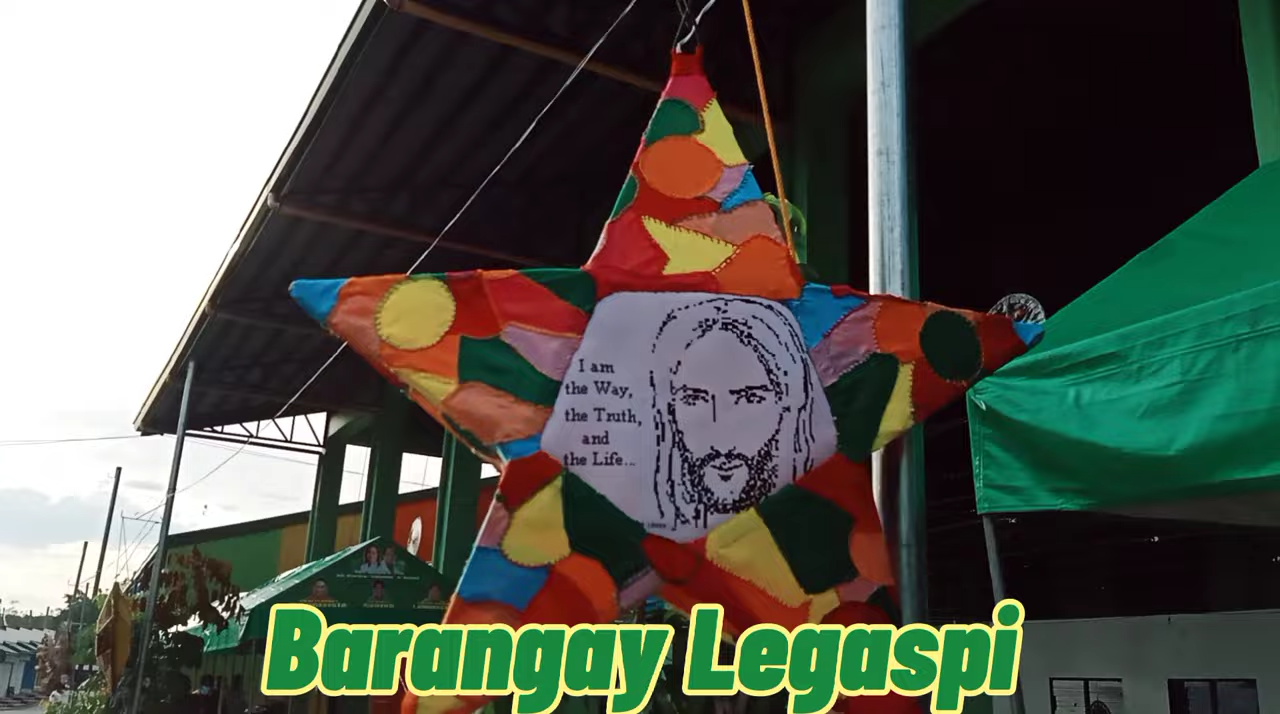 I am
the Way,
the Truth,
and
the Life...
Barangay Legaspi